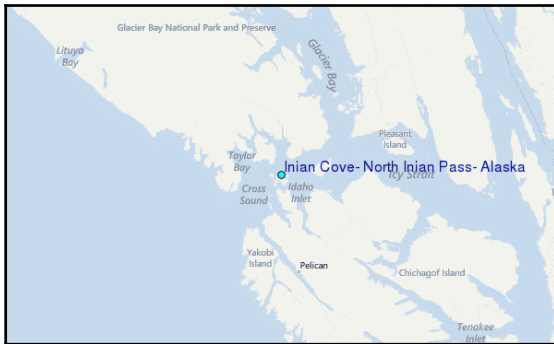 Glacier Bay National Park and Preserve
Lituya
Bay
Glacier Bay
Pleasant
Island
Taylor
Bay
Inian Cove- North Inian Pass- Alaska
Icy Strait
Cross
Sound
Idaho
Inlet
Yakobi
Island
Pelican
Chichagof Island
Tenakee
Inlet